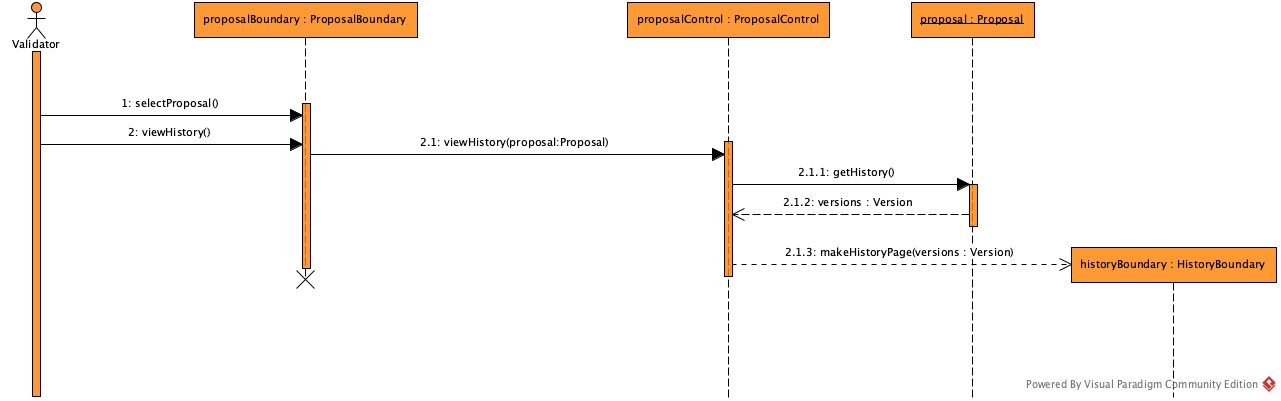 proposalBoundary : ProposalBoundary
proposalControl : ProposalControl
proposal : Proposal
Validator
1: selectProposal()
2: viewHistory()
2.1: viewHistory(proposal:Proposal)
2.1.1: getHistory()
2.1.2: versions : Version
2.1.3: makeHistoryPage(versions : Version)
historyBoundary : HistoryBoundary
Powered By Visual Paradigm Community Edition